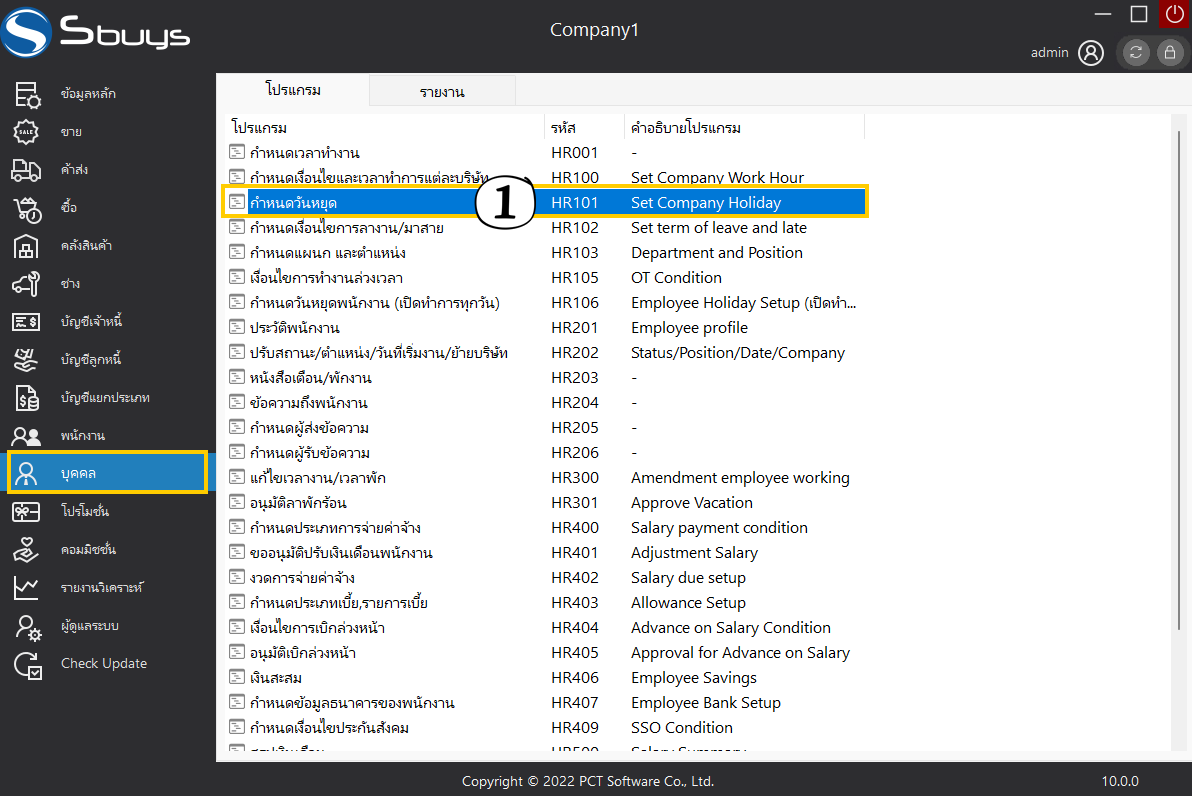 Sbuys
Company1
admin
ข้อมูลหลัก
ขาย
ค้าส่ง
ซื้อ
คลังสินค้า
ช่าง
บัญชีเจ้าหนี้
บัญชีลูกหนี้
บัญชีแยกประเภท
พนักงาน
บุคคล
โปรโมชั่น
คอมมิชชั่น
รายงานวิเคราะห์
ผู้ดูแลระบบ
Check Update
โปรแกรม รายงาน
โปรแกรม รหัส คำอธิบายโปรแกรม
กำหนดเวลาทำงาน HR001 -
กำหนดเงื่อนไขและเวลาทำการแต่ละบริษัท HR100 Set Company Work Hour
กำหนดวันหยุด 1 HR101 Set Company Holiday
กำหนดเงื่อนไขการลางาน/มาสาย HR102 Set term of leave and late
กำหนดแผนก และตำแหน่ง HR103 Department and Position
เงื่อนไขการทำงานล่วงเวลา HR105 OT Condition
กำหนดวันหยุดพนักงาน (เปิดทำการทุกวัน) HR106 Employee Holiday Setup (เปิดทำ...
ประวัติพนักงาน HR201 Employee profile
ปรับสถานะ/ตำแหน่ง/วันที่เริ่มงาน/ย้ายบริษัท HR202 Status/Position/Date/Company
หนังสือเตือน/พักงาน HR203 -
ข้อความถึงพนักงาน HR204 -
กำหนดผู้ส่งข้อความ HR205 -
กำหนดผู้รับข้อความ HR206 -
แก้ไขเวลางาน/เวลาพัก HR300 Amendment employee working
อนุมัติลาพักร้อน HR301 Approve Vacation
กำหนดประเภทการจ่ายค่าจ้าง HR400 Salary payment condition
ขออนุมัติปรับเงินเดือนพนักงาน HR401 Adjustment Salary
งวดการจ่ายค่าจ้าง HR402 Salary due setup
กำหนดประเภทเบี้ย,รายการเบี้ย HR403 Allowance Setup
เงื่อนไขการเบิกล่วงหน้า HR404 Advance on Salary Condition
อนุมัติเบิกล่วงหน้า HR405 Approval for Advance on Salary
เงินสะสม HR406 Employee Savings
กำหนดข้อมูลธนาคารของพนักงาน HR407 Employee Bank Setup
กำหนดเงื่อนไขประกันสังคม HR409 SSO Condition
สรุปเงินเดือน HR500 Salary Summary
Copyright © 2022 PCT Software Co., Ltd. 10.0.0